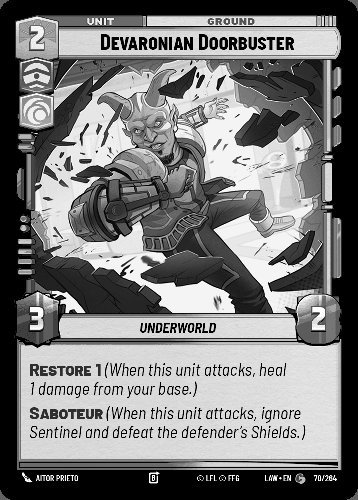 UNIT
GROUND
2
DEVARONIAN DOORBUSTER
3
2
UNDERWORLD
RESTORE 1 (When this unit attacks, heal
1 damage from your base.)
SABOTEUR (When this unit attacks, ignore
Sentinel and defeat the defender's Shields.)
AITOR PRIETO
© LFL © FFG
LAW • EN
C
70/264